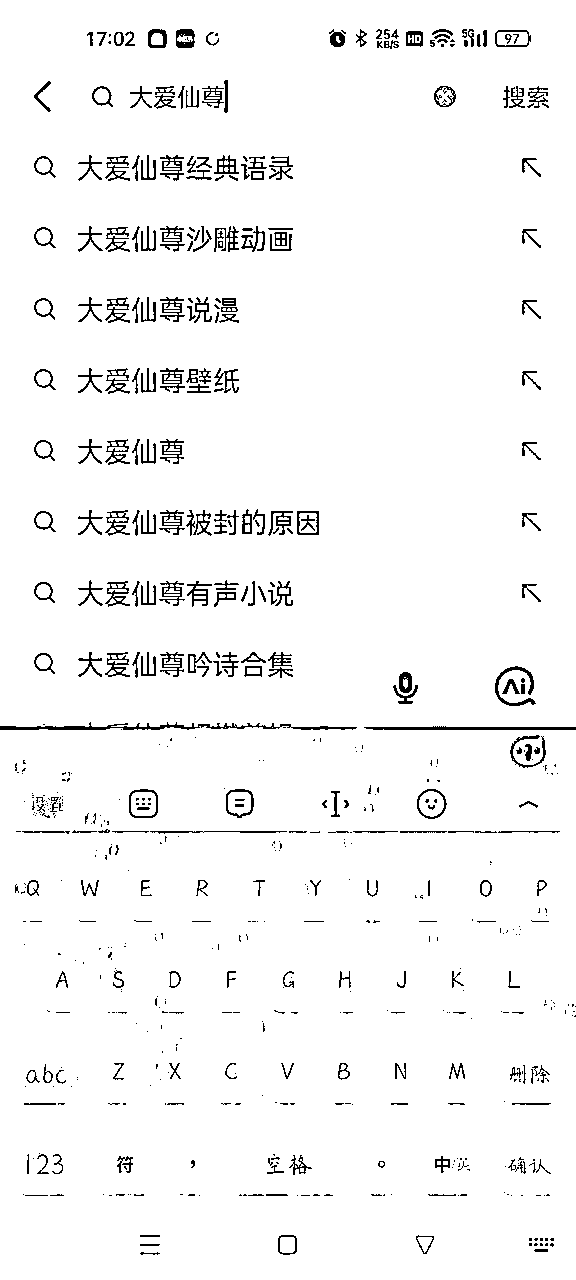 17:02 254 KB/S HD 5 5G 97
大爱仙尊 搜索
大爱仙尊经典语录
大爱仙尊沙雕动画
大爱仙尊说漫
大爱仙尊壁纸
大爱仙尊
大爱仙尊被封的原因
大爱仙尊有声小说
大爱仙尊吟诗合集
Ai
设置
Q W E R T Y U I O P
A S D F G H J K L
abc Z X C V B N M 删除
123 符 ， 空格 。 中/英 确认